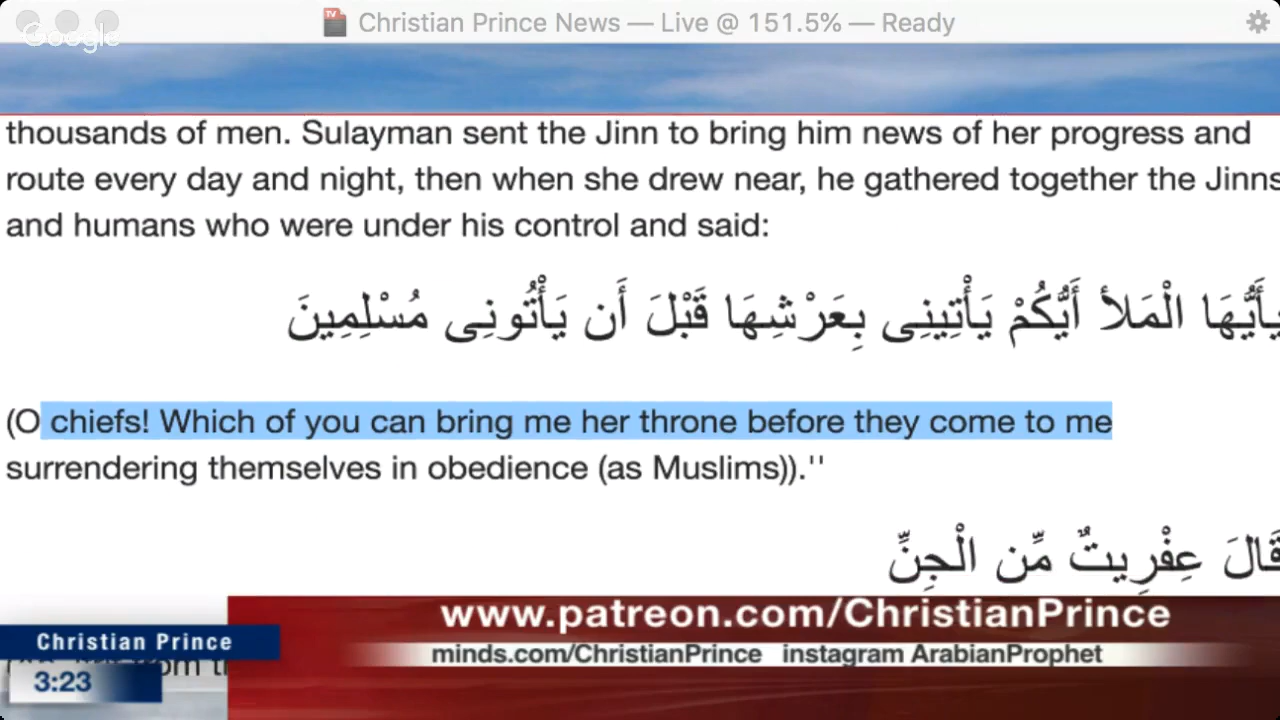 Christian Prince News — Live @ 151.5% — Ready
Google
thousands of men. Sulayman sent the Jinn to bring him news of her progress and
route every day and night, then when she drew near, he gathered together the Jinns
and humans who were under his control and said:
يأَيُّهَا الْمَلأ أَيُّكُمْ يَأْتِينِى بِعَرْشِهَا قَبْلَ أَن يَأْتُونِى مُسْلِمِينَ
(O chiefs! Which of you can bring me her throne before they come to me
surrendering themselves in obedience (as Muslims)).''
قَالَ عِفْرِيتٌ مِّن الْجِنِّ
www.patreon.com/ChristianPrince
Christian Prince
minds.com/ChristianPrince instagram ArabianProphet
3:23